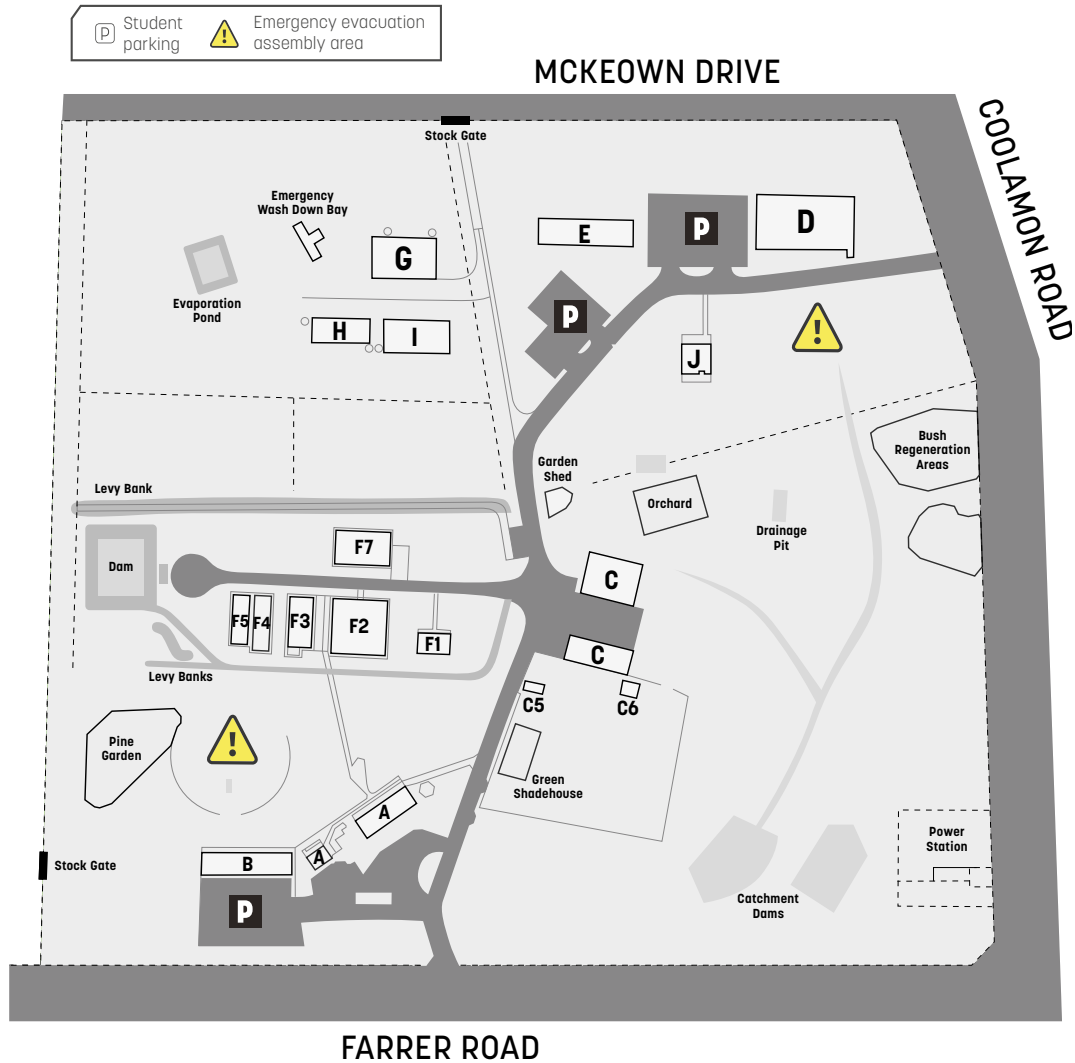 P
Student
parking
!
Emergency evacuation
assembly area
MCKEOWN DRIVE
COOLAMON ROAD
Stock Gate
Emergency
Wash Down Bay
G
E
P
D
Evaporation
Pond
H
I
P
!
J
Bush
Regeneration
Areas
Garden
Shed
Orchard
Levy Bank
Drainage
Pit
Dam
F7
C
F5
F4
F3
F2
F1
C
Levy Banks
C5
C6
Pine
Garden
!
Green
Shadehouse
A
A
B
Stock Gate
P
Power
Station
Catchment
Dams
FARRER ROAD